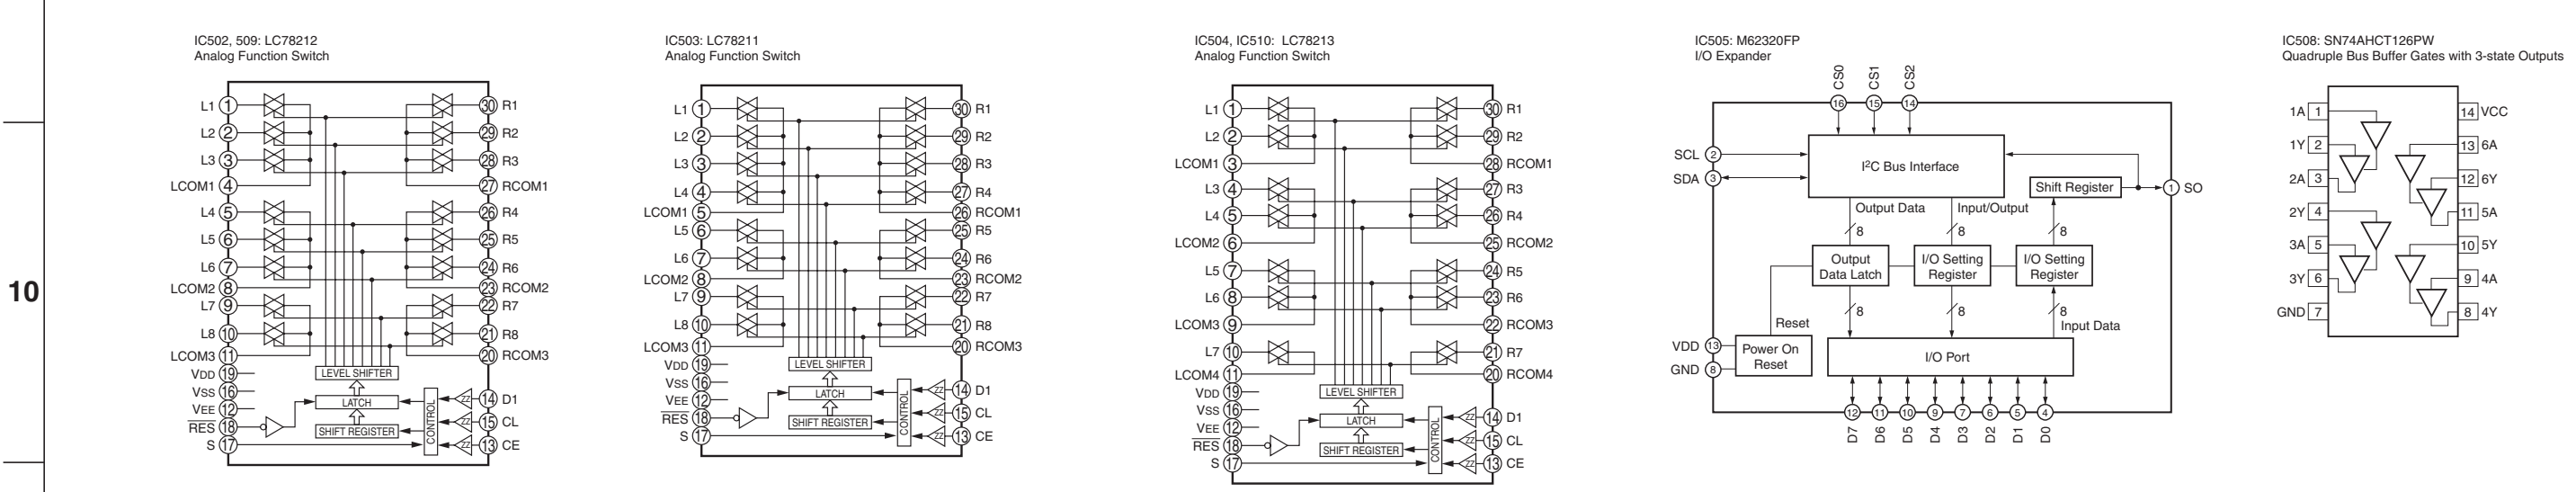 10
IC502, 509: LC78212
Analog Function Switch
L1 1
L2 2
L3 3
LCOM1 4
L4 5
L5 6
L6 7
LCOM2 8
L7 9
L8 10
LCOM3 11
VDD 19
VSS 16
VEE 12
RES 18
S 17
30 R1
29 R2
28 R3
27 RCOM1
26 R4
25 R5
24 R6
23 RCOM2
22 R7
21 R8
20 RCOM3
14 D1
15 CL
13 CE
LEVEL SHIFTER
LATCH
SHIFT REGISTER
CONTROL
IC503: LC78211
Analog Function Switch
L1 1
L2 2
L3 3
L4 4
LCOM1 5
L5 6
L6 7
LCOM2 8
L7 9
L8 10
LCOM3 11
VDD 19
VSS 16
VEE 12
RES 18
S 17
30 R1
29 R2
28 R3
27 R4
26 RCOM1
25 R5
24 R6
23 RCOM2
22 R7
21 R8
20 RCOM3
14 D1
15 CL
13 CE
LEVEL SHIFTER
LATCH
SHIFT REGISTER
CONTROL
IC504, IC510: LC78213
Analog Function Switch
L1 1
L2 2
LCOM1 3
L3 4
L4 5
LCOM2 6
L5 7
L6 8
LCOM3 9
L7 10
LCOM4 11
VDD 19
VSS 16
VEE 12
RES 18
S 17
30 R1
29 R2
28 RCOM1
27 R3
26 R4
25 RCOM2
24 R5
23 R6
22 RCOM3
21 R7
20 RCOM4
14 D1
15 CL
13 CE
LEVEL SHIFTER
LATCH
SHIFT REGISTER
CONTROL
IC505: M62320FP
I/O Expander
CS0 CS1 CS2
16 15 14
SCL 2
SDA 3
I²C Bus Interface
Shift Register
1 SO
Output Data
Input/Output
8 8 8
Output
Data Latch
I/O Setting
Register
I/O Setting
Register
8 8 8
Reset
Input Data
VDD 13
GND 8
Power On
Reset
I/O Port
12 11 10 9 7 6 5 4
D7 D6 D5 D4 D3 D2 D1 D0
IC508: SN74AHCT126PW
Quadruple Bus Buffer Gates with 3-state Outputs
1A 1
1Y 2
2A 3
2Y 4
3A 5
3Y 6
GND 7
14 VCC
13 6A
12 6Y
11 5A
10 5Y
9 4A
8 4Y